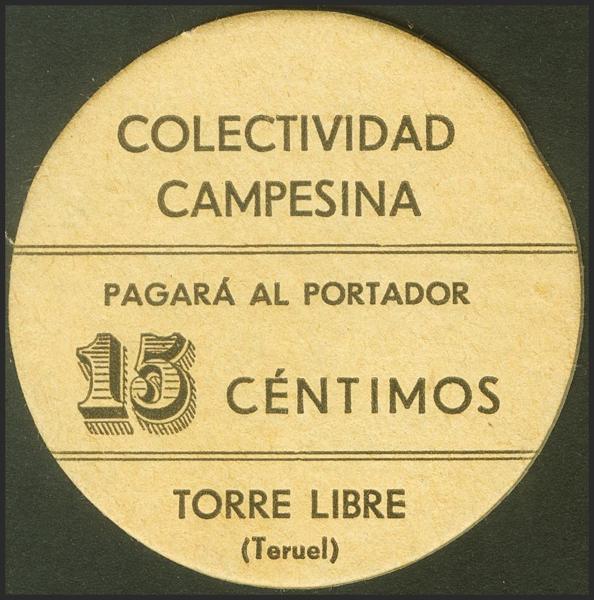 COLECTIVIDAD
CAMPESINA
PAGARÁ AL PORTADOR
15 CÉNTIMOS
TORRE LIBRE
(Teruel)